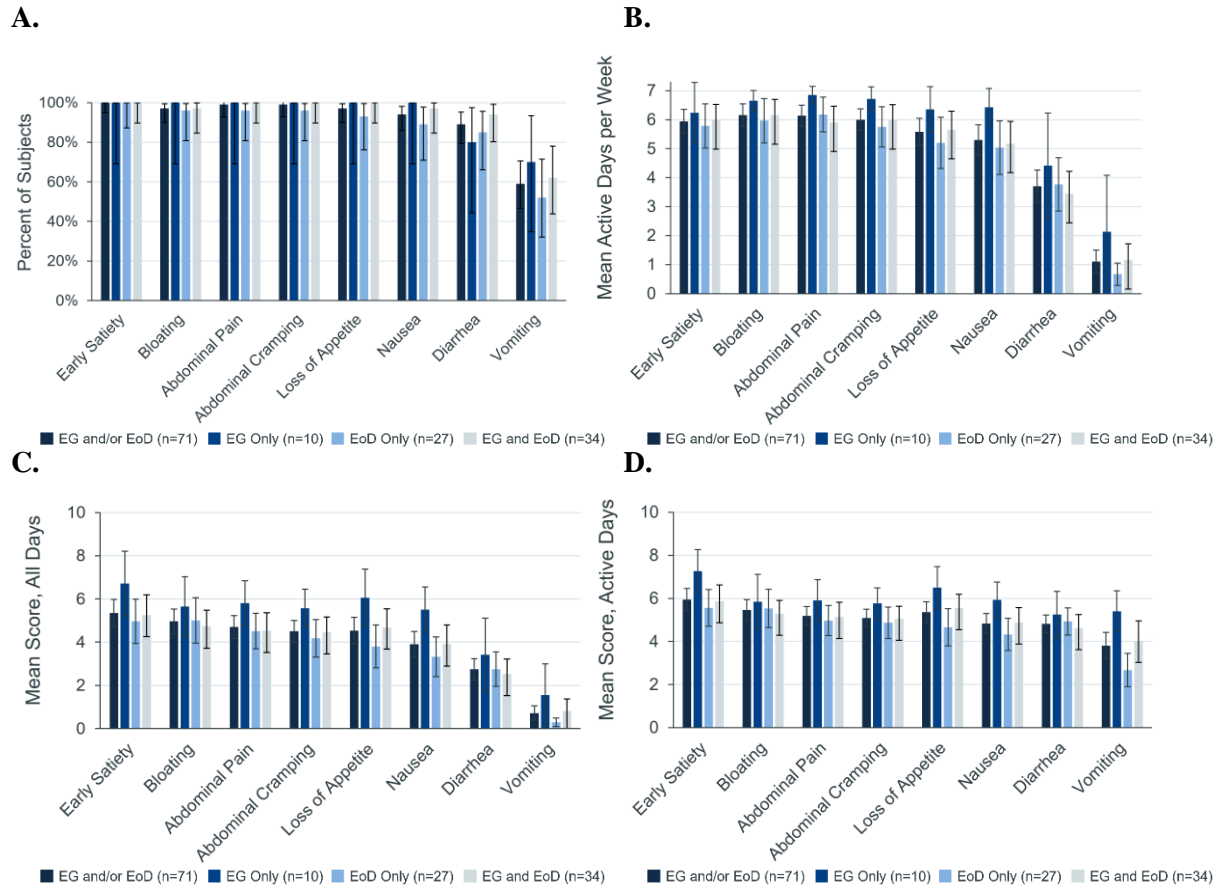 A.
Percent of Subjects
100%
80%
60%
40%
20%
0%
Early Satiety
Bloating
Abdominal Pain
Abdominal Cramping
Loss of Appetite
Nausea
Diarrhea
Vomiting
EG and/or EoD (n=71) EG Only (n=10) EoD Only (n=27) EG and EoD (n=34)
B.
Mean Active Days per Week
7
6
5
4
3
2
1
0
Early Satiety
Bloating
Abdominal Pain
Abdominal Cramping
Loss of Appetite
Nausea
Diarrhea
Vomiting
EG and/or EoD (n=71) EG Only (n=10) EoD Only (n=27) EG and EoD (n=34)
C.
Mean Score, All Days
10
8
6
4
2
0
Early Satiety
Bloating
Abdominal Pain
Abdominal Cramping
Loss of Appetite
Nausea
Diarrhea
Vomiting
EG and/or EoD (n=71) EG Only (n=10) EoD Only (n=27) EG and EoD (n=34)
D.
Mean Score, Active Days
10
8
6
4
2
0
Early Satiety
Bloating
Abdominal Pain
Abdominal Cramping
Loss of Appetite
Nausea
Diarrhea
Vomiting
EG and/or EoD (n=71) EG Only (n=10) EoD Only (n=27) EG and EoD (n=34)